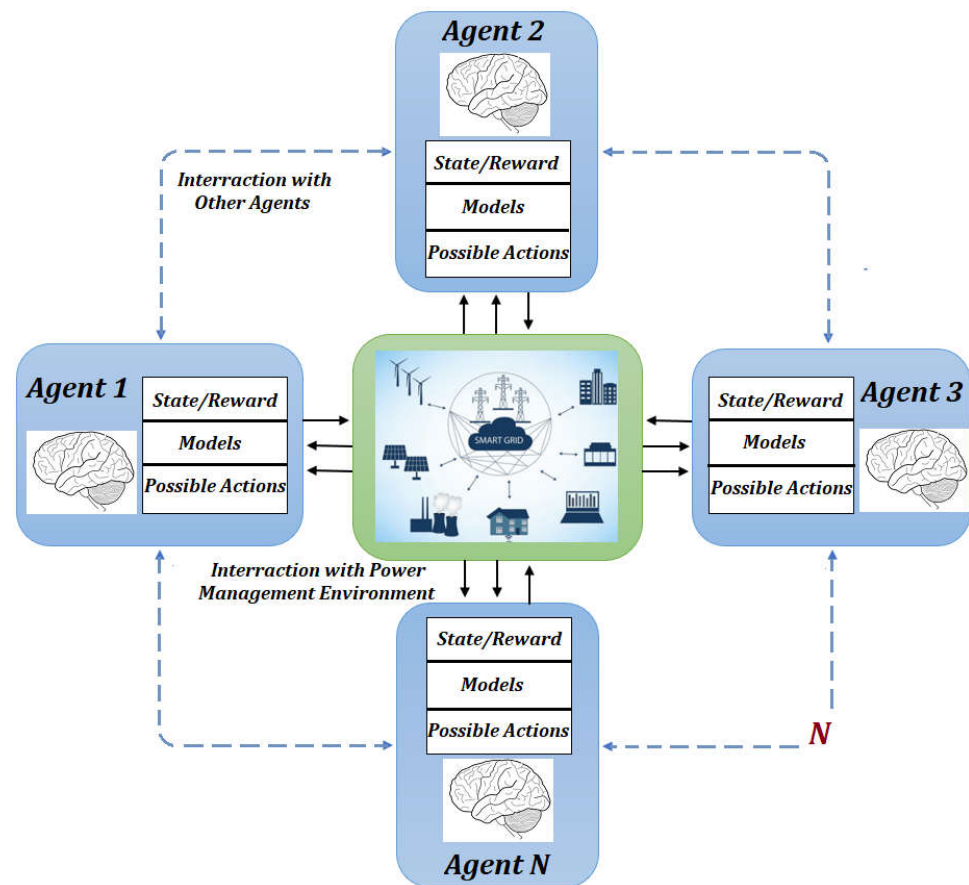 Agent 2
State/Reward
Models
Possible Actions
Interraction with
Other Agents
Agent 1
State/Reward
Models
Possible Actions
SMART GRID
State/Reward
Models
Possible Actions
Agent 3
Interraction with Power
Management Environment
State/Reward
Models
Possible Actions
Agent N
N